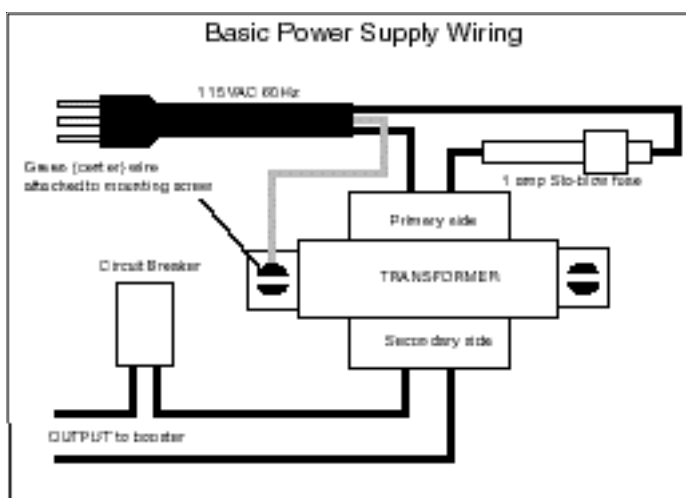 Basic Power Supply Wiring
115VAC 60Hz
Green (center) wire
attached to mounting screw
1 amp Slo-blow fuse
Primary side
Circuit Breaker
TRANSFORMER
Secondary side
OUTPUT to booster